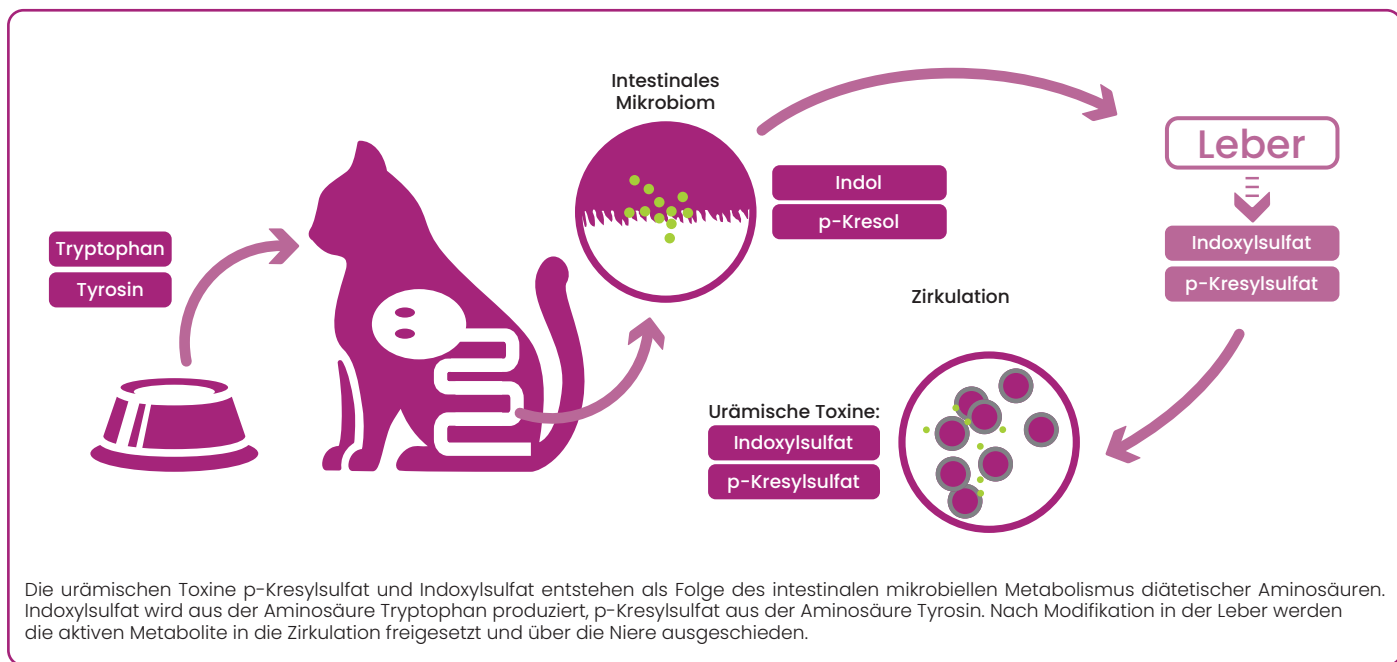 Intestinales
Mikrobiom
Leber
Indol
p-Kresol
Tryptophan
Tyrosin
Indoxylsulfat
p-Kresylsulfat
Zirkulation
Urämische Toxine:
Indoxylsulfat
p-Kresylsulfat
Die urämischen Toxine p-Kresylsulfat und Indoxylsulfat entstehen als Folge des intestinalen mikrobiellen Metabolismus diätetischer Aminosäuren.
Indoxylsulfat wird aus der Aminosäure Tryptophan produziert, p-Kresylsulfat aus der Aminosäure Tyrosin. Nach Modifikation in der Leber werden
die aktiven Metabolite in die Zirkulation freigesetzt und über die Niere ausgeschieden.